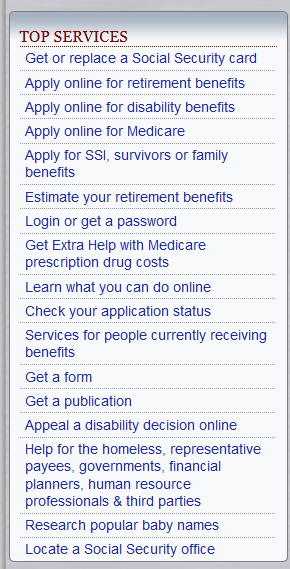 TOP SERVICES
Get or replace a Social Security card
Apply online for retirement benefits
Apply online for disability benefits
Apply online for Medicare
Apply for SSI, survivors or family
benefits
Estimate your retirement benefits
Login or get a password
Get Extra Help with Medicare
prescription drug costs
Learn what you can do online
Check your application status
Services for people currently receiving
benefits
Get a form
Get a publication
Appeal a disability decision online
Help for the homeless, representative
payees, governments, financial
planners, human resource
professionals & third parties
Research popular baby names
Locate a Social Security office